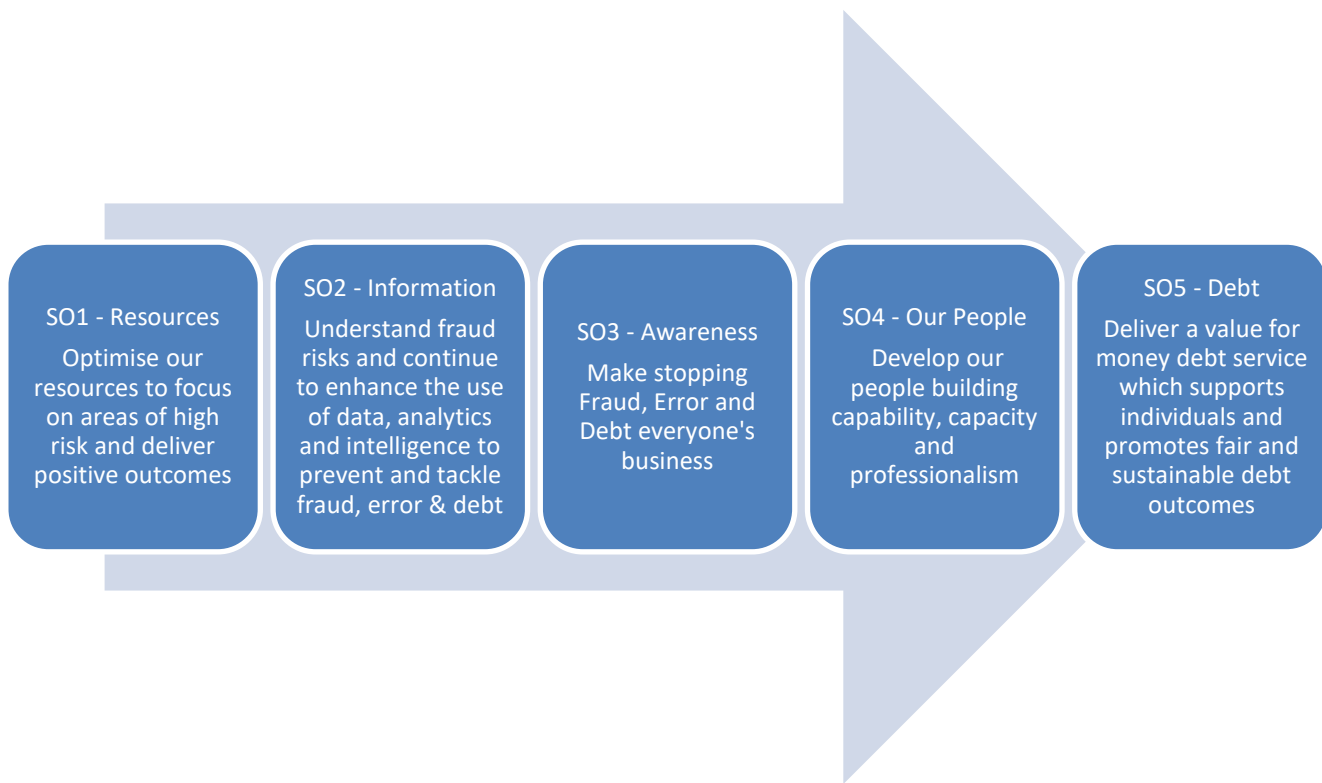 SO1 - Resources
Optimise our
resources to focus
on areas of high
risk and deliver
positive outcomes
SO2 - Information
Understand fraud
risks and continue
to enhance the use
of data, analytics
and intelligence to
prevent and tackle
fraud, error & debt
SO3 - Awareness
Make stopping
Fraud, Error and
Debt everyone's
business
SO4 - Our People
Develop our
people building
capability, capacity
and
professionalism
SO5 - Debt
Deliver a value for
money debt service
which supports
individuals and
promotes fair and
sustainable debt
outcomes